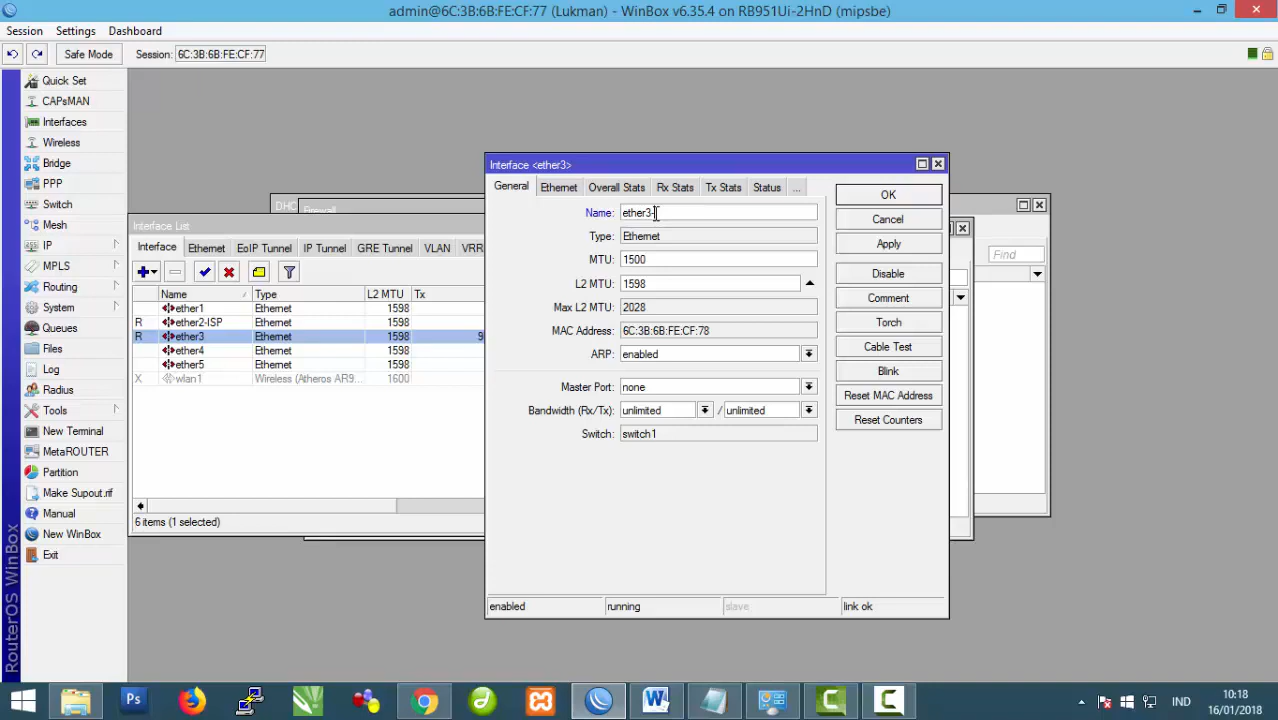 admin@6C:3B:6B:FE:CF:77 (Lukman) - WinBox v6.35.4 on RB951Ui-2HnD (mipsbe)
Session Settings Dashboard
Safe Mode Session: 6C:3B:6B:FE:CF:77
Quick Set
CAPsMAN
Interfaces
Wireless
Bridge
PPP
Switch
Mesh
IP
MPLS
Routing
System
Queues
Files
Log
Radius
Tools
New Terminal
MetaROUTER
Partition
Make Supout.rif
Manual
New WinBox
Exit
RouterOS WinBox
DHC Firewall
Interface List
Interface Ethernet EoIP Tunnel IP Tunnel GRE Tunnel VLAN VRR
Name Type L2 MTU Tx
ether1 Ethernet 1598
R ether2-ISP Ethernet 1598
R ether3 Ethernet 1598 9
ether4 Ethernet 1598
ether5 Ethernet 1598
X wlan1 Wireless (Atheros AR9... 1600
6 items (1 selected)
Find
Interface <ether3>
General Ethernet Overall Stats Rx Stats Tx Stats Status ...
Name: ether3-
Type: Ethernet
MTU: 1500
L2 MTU: 1598
Max L2 MTU: 2028
MAC Address: 6C:3B:6B:FE:CF:78
ARP: enabled
Master Port: none
Bandwidth (Rx/Tx): unlimited / unlimited
Switch: switch1
OK
Cancel
Apply
Disable
Comment
Torch
Cable Test
Blink
Reset MAC Address
Reset Counters
enabled running slave link ok
Ps
W
IND
10:18
16/01/2018